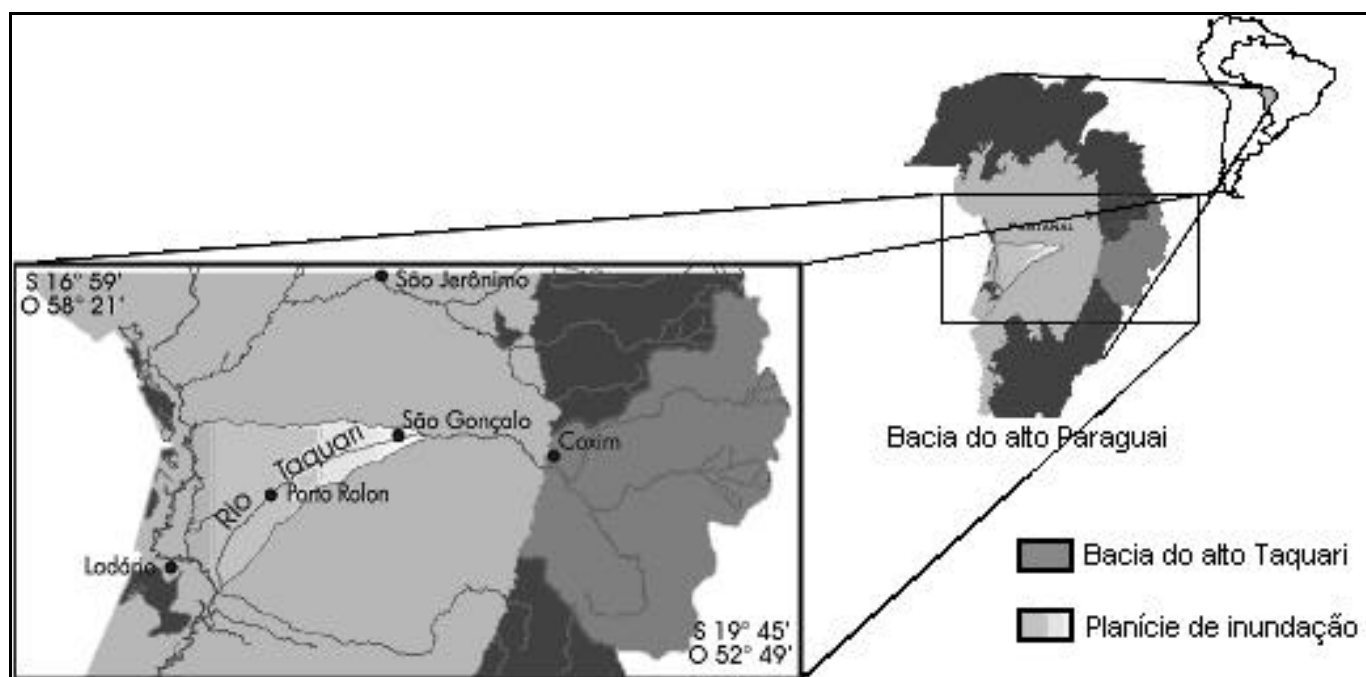 PANTANAL
S 16° 59'
O 58° 21'
São Jerônimo
São Gonçalo
Coxim
Rio Taquari
Porto Rolon
Ladário
S 19° 45'
O 52° 49'
Bacia do alto Paraguai
Bacia do alto Taquari
Planície de inundação